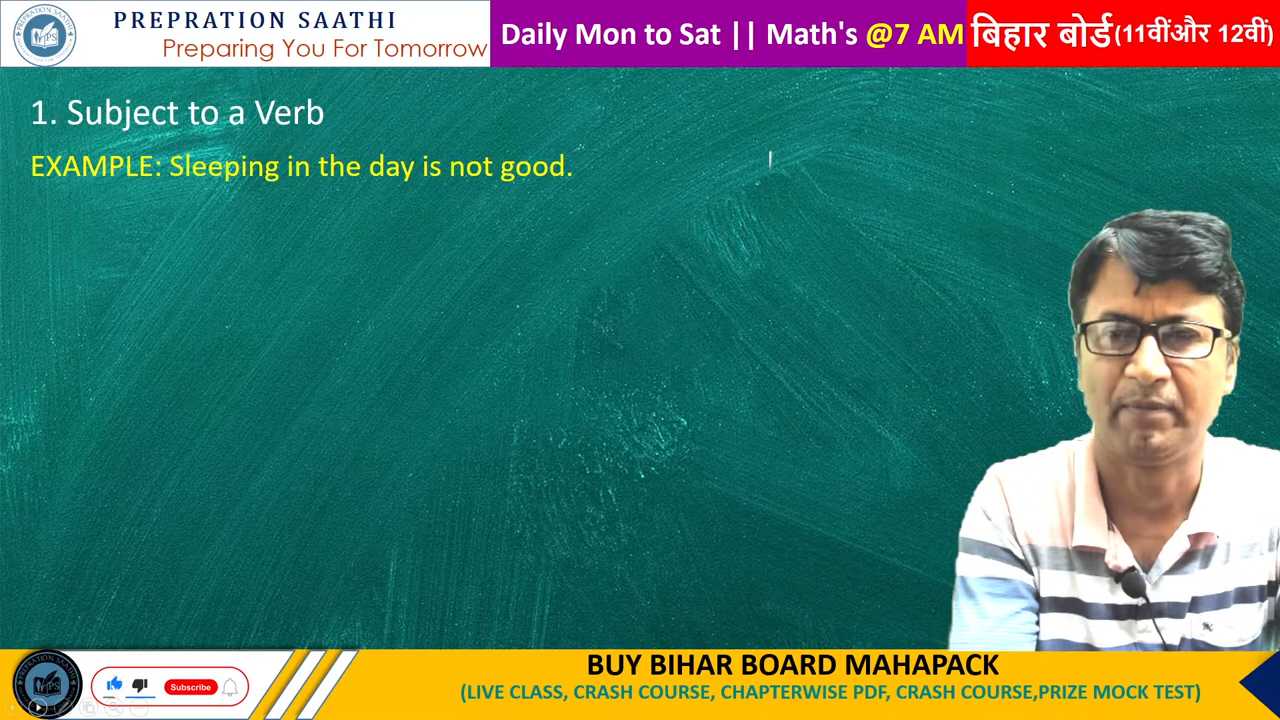 PREPRATION SAATHI
Preparing You For Tomorrow
Daily Mon to Sat || Math's @7 AM
बिहार बोर्ड(11वींऔर 12वीं)
1. Subject to a Verb
EXAMPLE: Sleeping in the day is not good.
BUY BIHAR BOARD MAHAPACK
Subscribe
(LIVE CLASS, CRASH COURSE, CHAPTERWISE PDF, CRASH COURSE,PRIZE MOCK TEST)